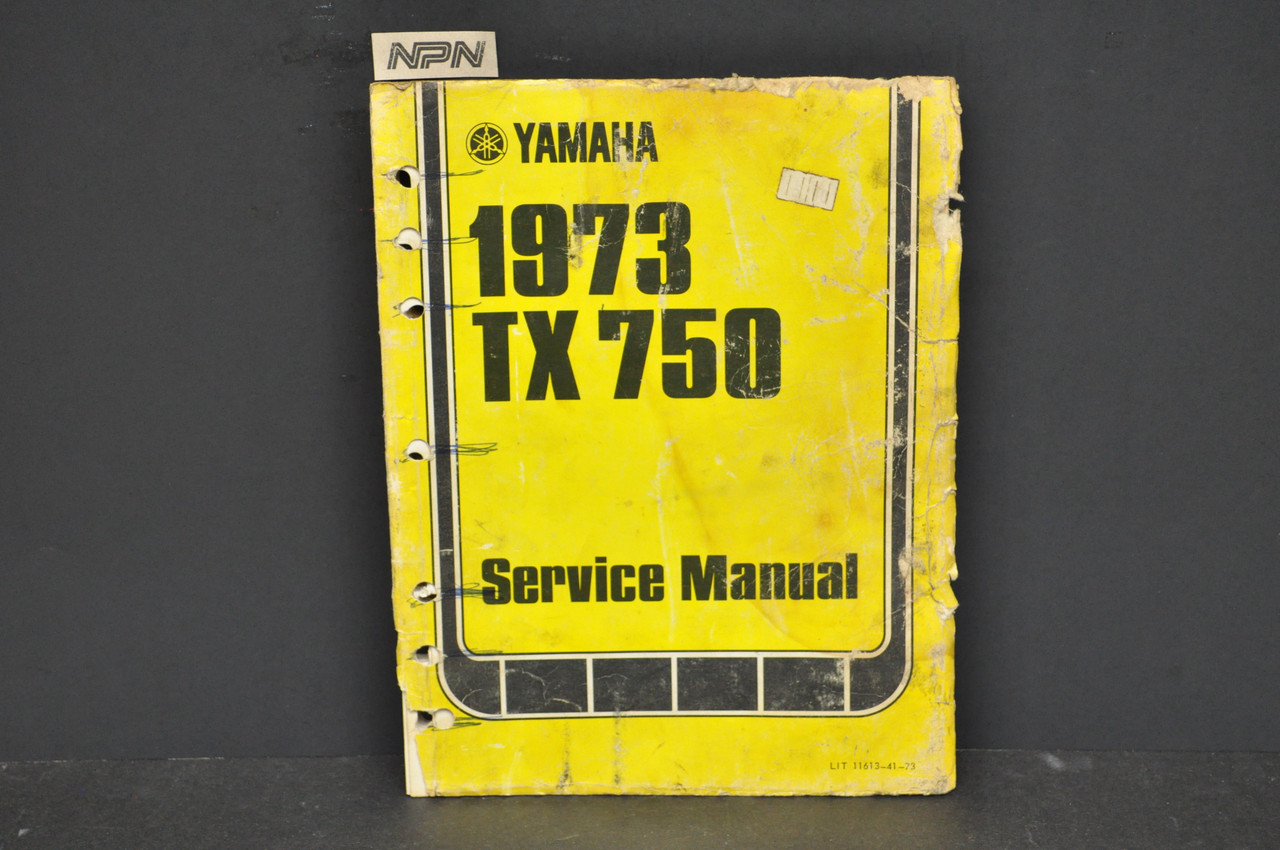 NPN
YAMAHA
1973
TX 750
Service Manual
LIT 11613-41-73